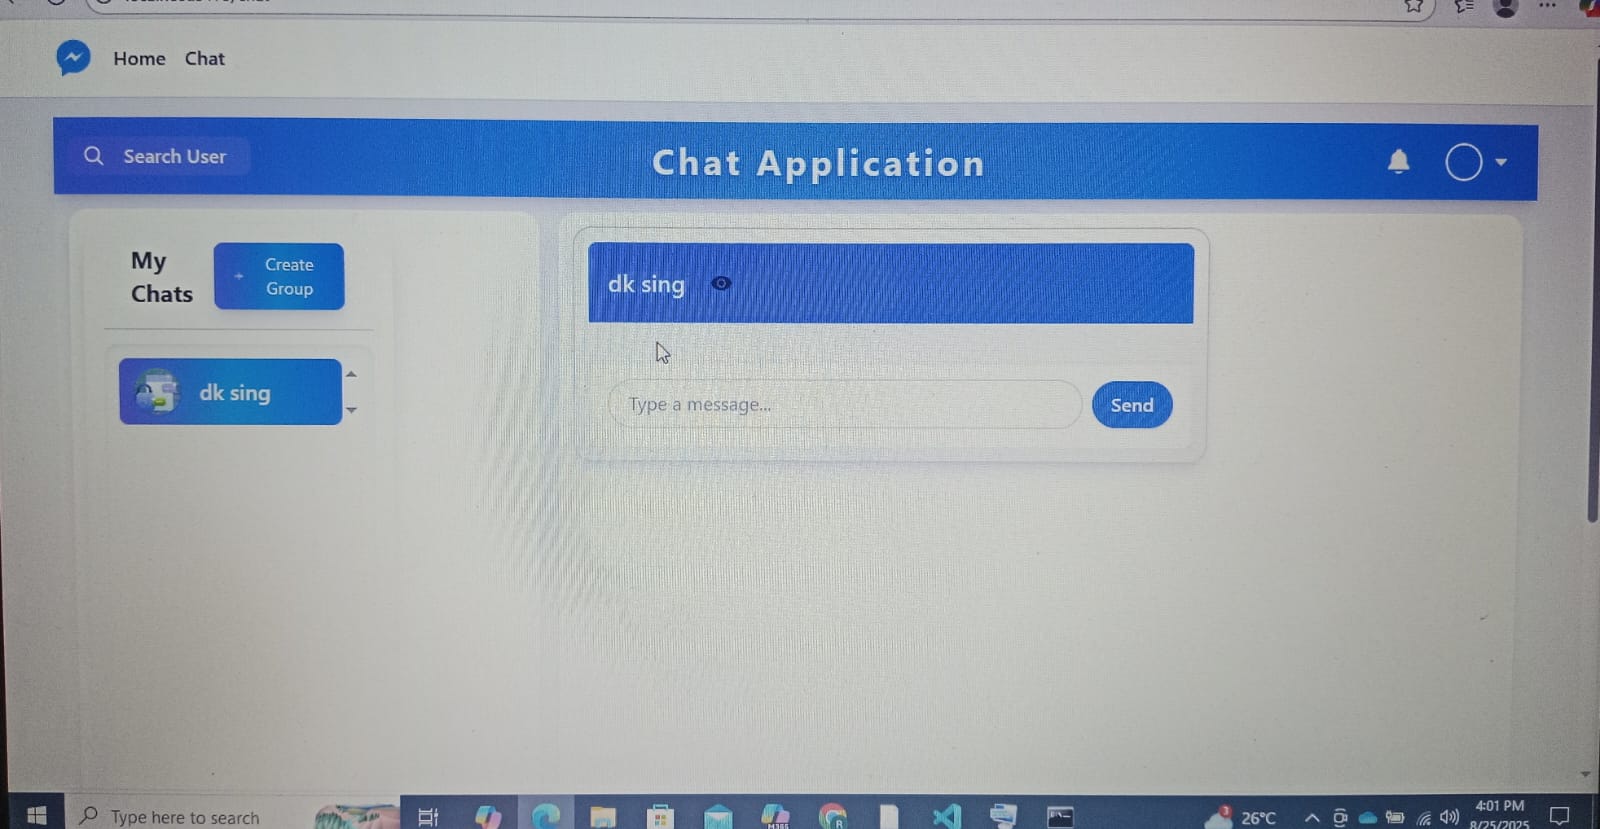 Home Chat
Search User
Chat Application
My
Chats
Create
Group
dk sing
dk sing
Type a message...
Send
Type here to search
26°C
4:01 PM
8/25/2025